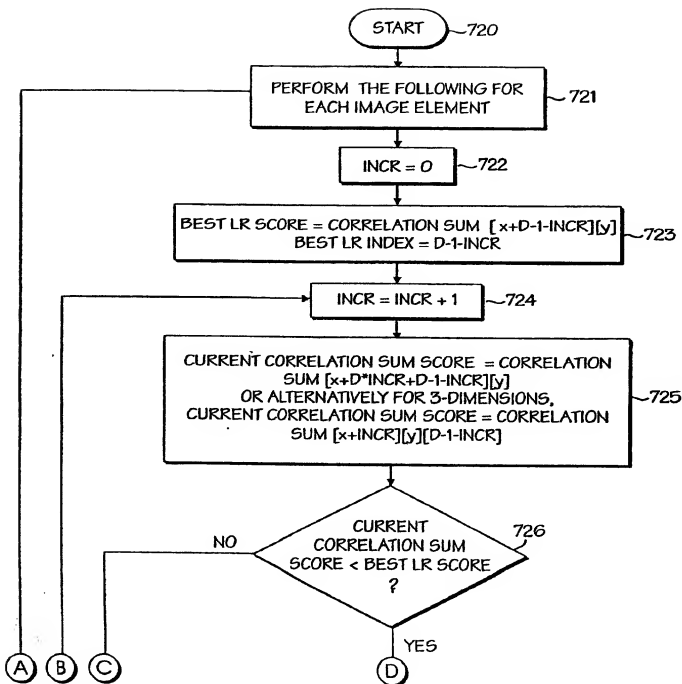 START
720
PERFORM THE FOLLOWING FOR
EACH IMAGE ELEMENT
721
INCR = 0
722
BEST LR SCORE = CORRELATION SUM [x+D-1-INCR][y]
BEST LR INDEX = D-1-INCR
723
INCR = INCR + 1
724
CURRENT CORRELATION SUM SCORE = CORRELATION
SUM [x+D*INCR+D-1-INCR][y]
OR ALTERNATIVELY FOR 3-DIMENSIONS,
CURRENT CORRELATION SUM SCORE = CORRELATION
SUM [x+INCR][y][D-1-INCR]
725
CURRENT
CORRELATION SUM
SCORE < BEST LR SCORE
?
726
NO
YES
A
B
C
D